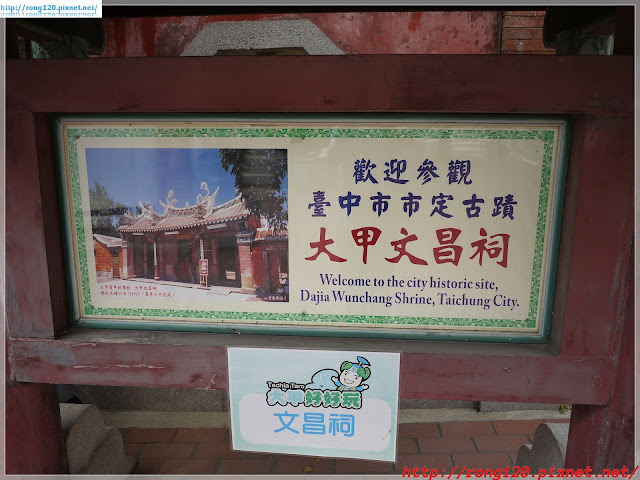 http://rong120.pixnet.net/
歡迎參觀
臺中市市定古蹟
大甲文昌祠
Welcome to the city historic site,
Dajia Wunchang Shrine, Taichung City.
Tachia Taro
大甲好好玩
文昌祠
http://rong120.pixnet.net/